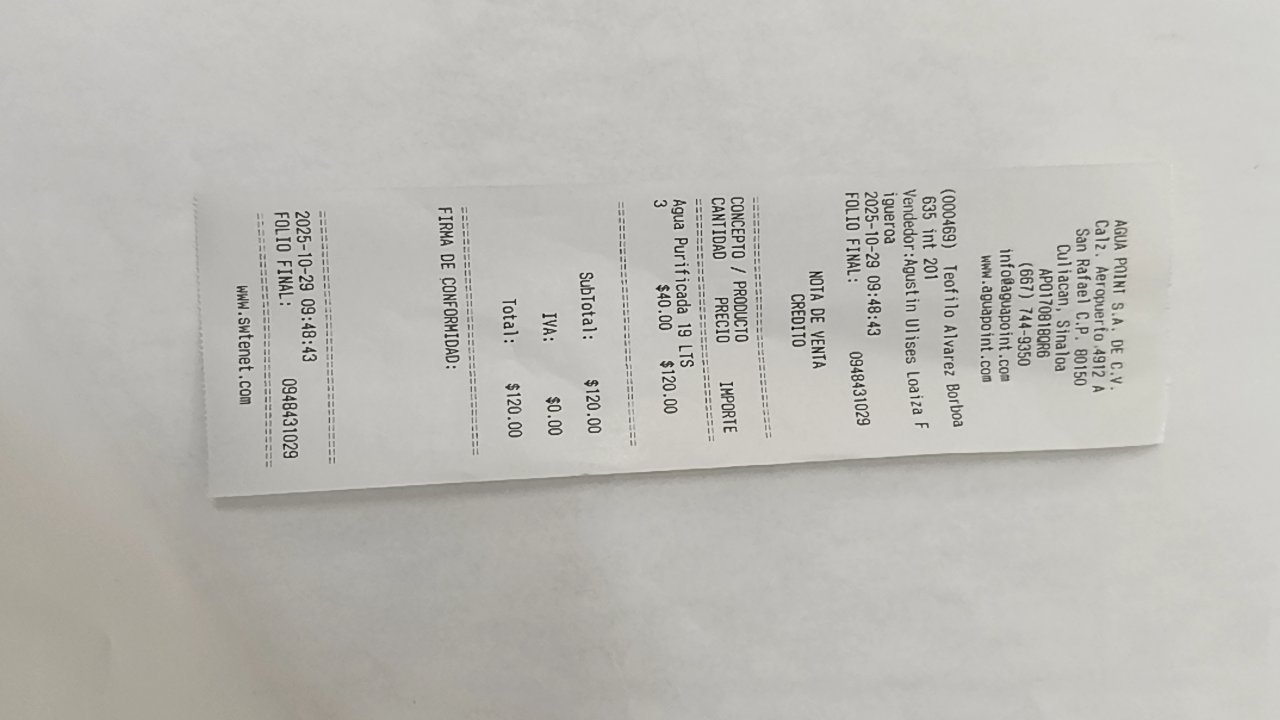 AGUA POINT S.A. DE C.V.
Calz. Aeropuerto 4912 A
San Rafael C.P. 80150
Culiacan, Sinaloa
APO170818QR6
(667) 744-9350
info@aguapoint.com
www.aguapoint.com
(000469) Teofilo Alvarez Borboa
635 int 201
Vendedor:Agustin Ulises Loaiza F
igueroa
2025-10-29 09:48:43
FOLIO FINAL: 0948431029
NOTA DE VENTA
CREDITO
================================
CONCEPTO / PRODUCTO
CANTIDAD PRECIO IMPORTE
================================
Agua Purificada 19 LTS
3 $40.00 $120.00
================================
SubTotal: $120.00
IVA: $0.00
Total: $120.00
================================
FIRMA DE CONFORMIDAD:
================================
2025-10-29 09:48:43
FOLIO FINAL: 0948431029
================================
www.swtenet.com